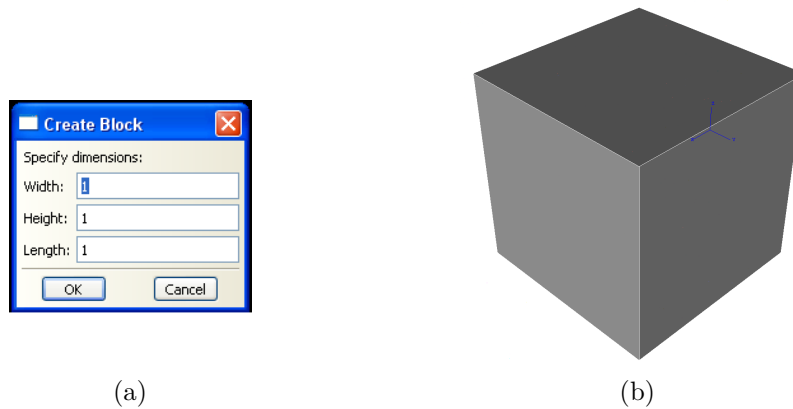 Create Block
Specify dimensions:
Width: 1
Height: 1
Length: 1
OK Cancel
(a) (b)